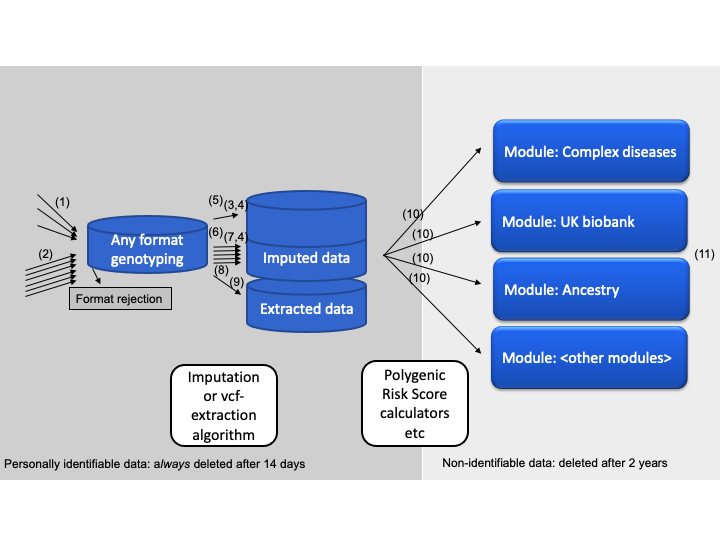 Module: Complex diseases
(1)
(5)
(3,4)
(10)
Module: UK biobank
(2)
Any format
genotyping
(6)
(7,4)
(10)
(11)
Imputed data
(10)
(8)
(9)
(10)
Module: Ancestry
Format rejection
Extracted data
Module: <other modules>
Imputation
or vcf-
extraction
algorithm
Polygenic
Risk Score
calculators
etc
Personally identifiable data: always deleted after 14 days
Non-identifiable data: deleted after 2 years